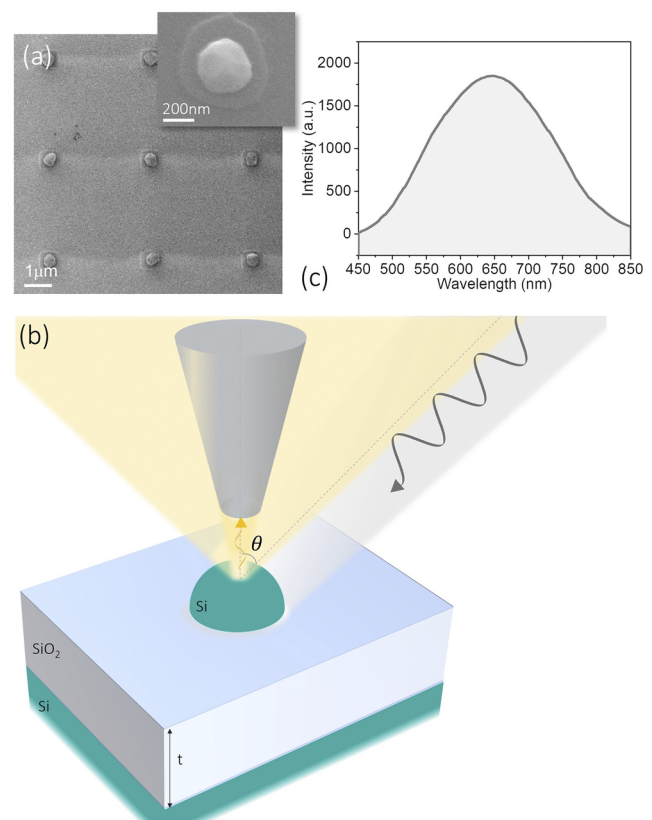 (a)
200nm
1μm
(c)
Intensity (a.u.)
2000
1500
1000
500
0
450 500 550 600 650 700 750 800 850
Wavelength (nm)
(b)
θ
Si
SiO₂
Si
t